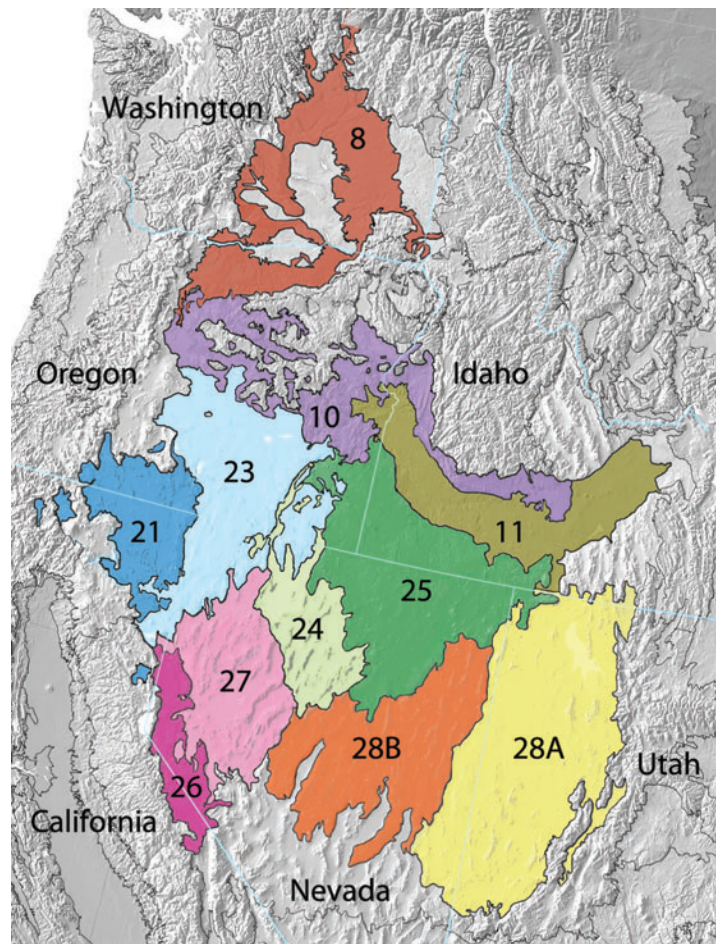 Washington
8
Oregon
Idaho
10
23
21
11
25
24
27
28B
28A
Utah
26
California
Nevada